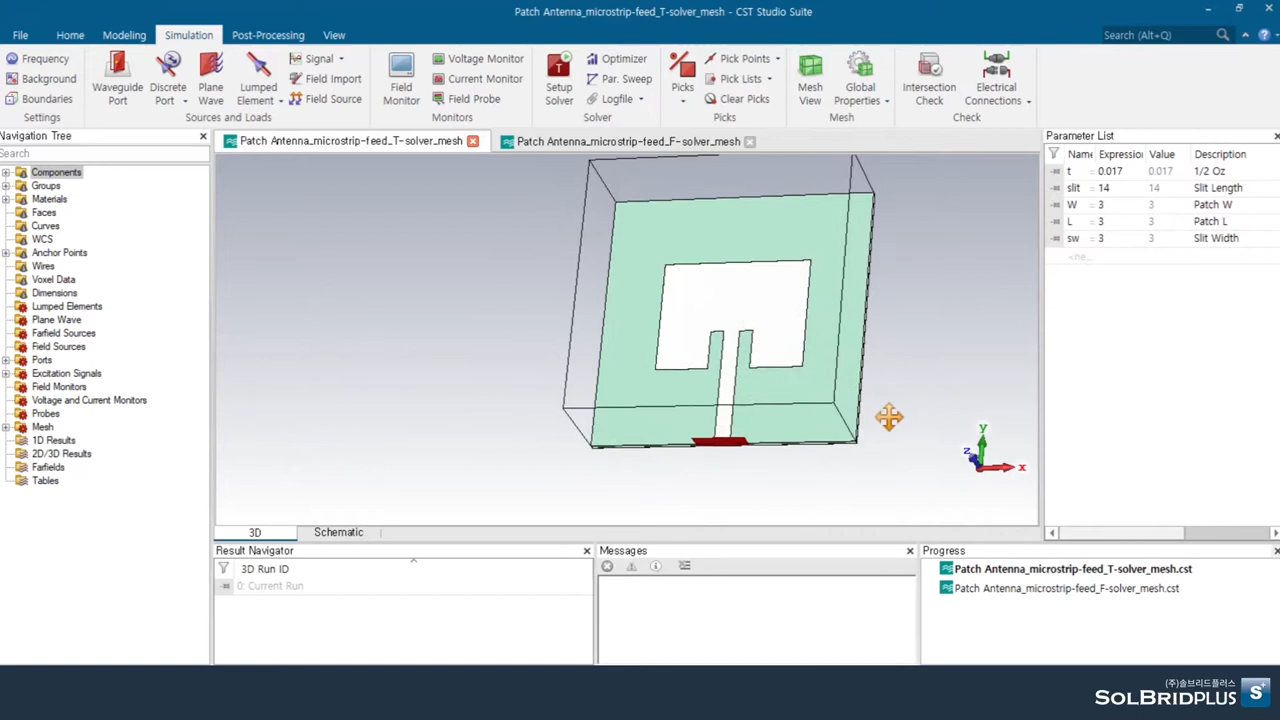 Patch Antenna_microstrip-feed_T-solver_mesh - CST Studio Suite
File Home Modeling Simulation Post-Processing View Search (Alt+Q)
Frequency
Background
Boundaries
Settings
Waveguide Port
Discrete Port
Plane Wave
Lumped Element
Signal
Field Import
Field Source
Sources and Loads
Field Monitor
Voltage Monitor
Current Monitor
Field Probe
Monitors
Setup Solver
Optimizer
Par. Sweep
Logfile
Solver
Picks
Pick Points
Pick Lists
Clear Picks
Picks
Mesh View
Global Properties
Mesh
Intersection Check
Electrical Connections
Check
Navigation Tree
Search
Components
Groups
Materials
Faces
Curves
WCS
Anchor Points
Wires
Voxel Data
Dimensions
Lumped Elements
Plane Wave
Farfield Sources
Field Sources
Ports
Excitation Signals
Field Monitors
Voltage and Current Monitors
Probes
Mesh
1D Results
2D/3D Results
Farfields
Tables
Patch Antenna_microstrip-feed_T-solver_mesh
Patch Antenna_microstrip-feed_F-solver_mesh
y
z
x
3D Schematic
Parameter List
Name Expression Value Description
t = 0.017 0.017 1/2 Oz
slit = 14 14 Slit Length
W = 3 3 Patch W
L = 3 3 Patch L
sw = 3 3 Slit Width
<ne...
Result Navigator
3D Run ID
0: Current Run
Messages
Progress
Patch Antenna_microstrip-feed_T-solver_mesh.cst
Patch Antenna_microstrip-feed_F-solver_mesh.cst
(주)솔브리드플러스
SOLBRIDPLUS
S+